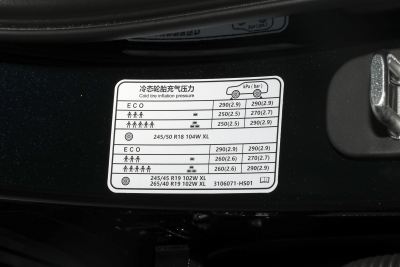 冷态轮胎充气压力
Cold tire inflation pressure
kPa ( bar )
ECO 290(2.9) 290(2.9)
250(2.5) 270(2.7)
250(2.5) 290(2.9)
245/50 R18 104W XL
ECO 290(2.9) 290(2.9)
260(2.6) 270(2.7)
260(2.6) 290(2.9)
245/45 R19 102W XL
265/40 R19 102W XL 3106071-HS01